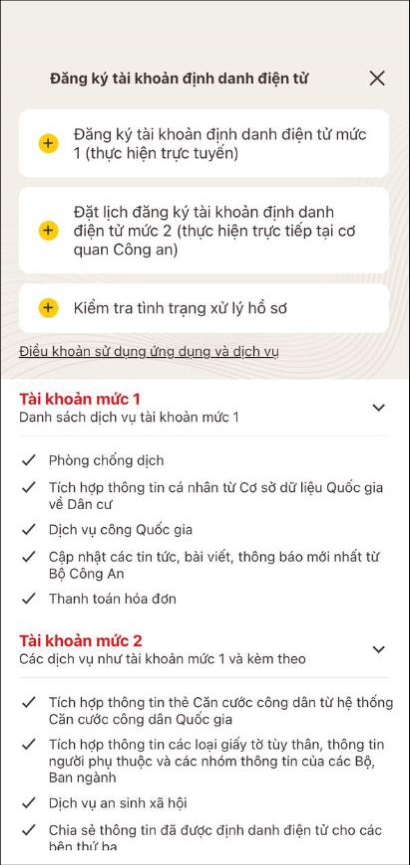 Đăng ký tài khoản định danh điện tử
Đăng ký tài khoản định danh điện tử mức
1 (thực hiện trực tuyến)
Đặt lịch đăng ký tài khoản định danh
điện tử mức 2 (thực hiện trực tiếp tại cơ
quan Công an)
Kiểm tra tình trạng xử lý hồ sơ
Điều khoản sử dụng ứng dụng và dịch vụ
Tài khoản mức 1
Danh sách dịch vụ tài khoản mức 1
Phòng chống dịch
Tích hợp thông tin cá nhân từ Cơ sở dữ liệu Quốc gia
về Dân cư
Dịch vụ công Quốc gia
Cập nhật các tin tức, bài viết, thông báo mới nhất từ
Bộ Công An
Thanh toán hóa đơn
Tài khoản mức 2
Các dịch vụ như tài khoản mức 1 và kèm theo
Tích hợp thông tin thẻ Căn cước công dân từ hệ thống
Căn cước công dân Quốc gia
Tích hợp thông tin các loại giấy tờ tùy thân, thông tin
người phụ thuộc và các nhóm thông tin của các Bộ,
Ban ngành
Dịch vụ an sinh xã hội
Chia sẻ thông tin đã được định danh điện tử cho các
bên thứ ba